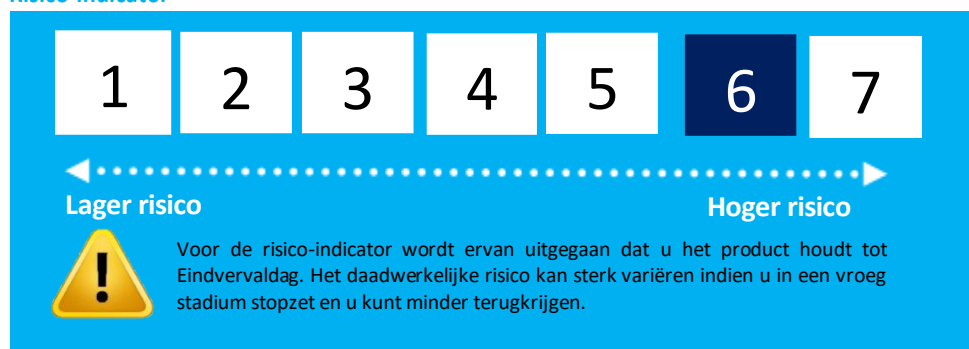 Risico-indicator
1 2 3 4 5 6 7
Lager risico Hoger risico
Voor de risico-indicator wordt ervan uitgegaan dat u het product houdt tot
Eindvervaldag. Het daadwerkelijke risico kan sterk variëren indien u in een vroeg
stadium stopzet en u kunt minder terugkrijgen.